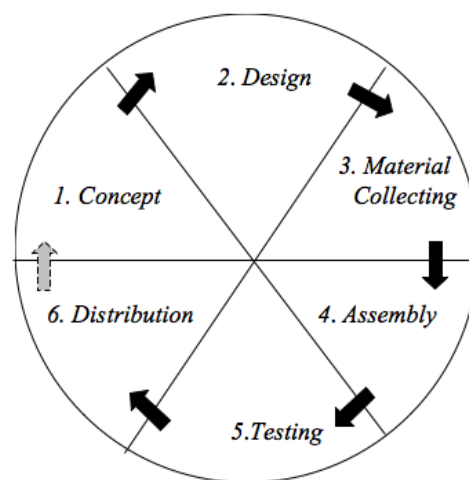 1. Concept
2. Design
3. Material
Collecting
4. Assembly
5.Testing
6. Distribution